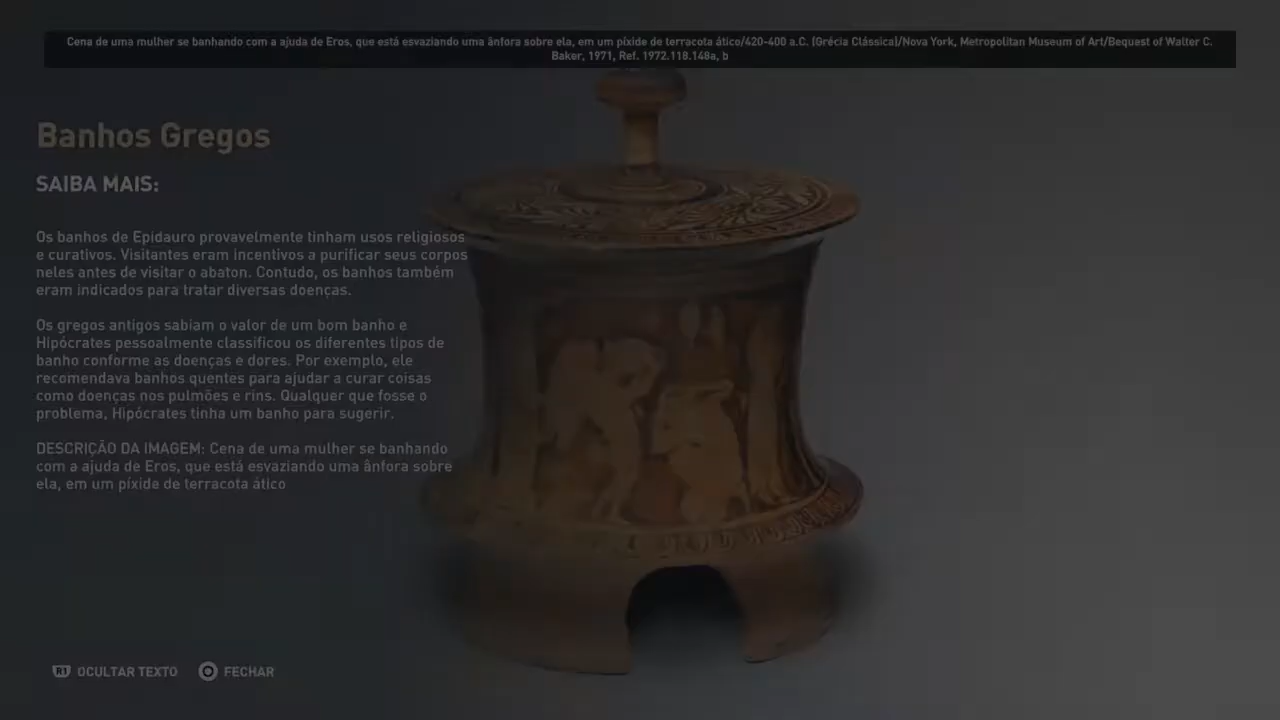 Cena de uma mulher se banhando com a ajuda de Eros, que está esvaziando uma ânfora sobre ela, em um píxide de terracota ático/420-400 a.C. (Grécia Clássica)/Nova York, Metropolitan Museum of Art/Bequest of Walter C.
Baker, 1971, Ref. 1972.118.148a, b
Banhos Gregos
SAIBA MAIS:
Os banhos de Epidauro provavelmente tinham usos religiosos
e curativos. Visitantes eram incentivos a purificar seus corpos
neles antes de visitar o abaton. Contudo, os banhos também
eram indicados para tratar diversas doenças.
Os gregos antigos sabiam o valor de um bom banho e
Hipócrates pessoalmente classificou os diferentes tipos de
banho conforme as doenças e dores. Por exemplo, ele
recomendava banhos quentes para ajudar a curar coisas
como doenças nos pulmões e rins. Qualquer que fosse o
problema, Hipócrates tinha um banho para sugerir.
DESCRIÇÃO DA IMAGEM: Cena de uma mulher se banhando
com a ajuda de Eros, que está esvaziando uma ânfora sobre
ela, em um píxide de terracota ático
R1 OCULTAR TEXTO FECHAR